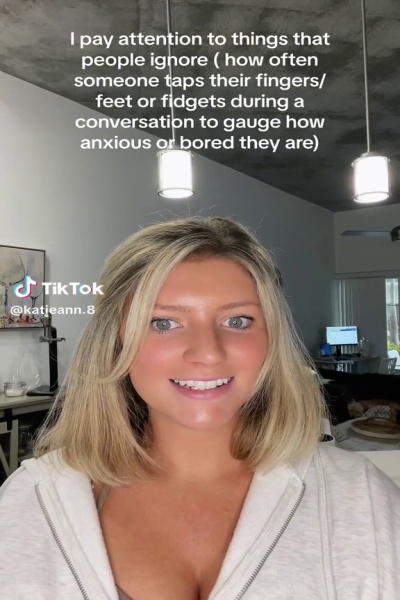 I pay attention to things that
people ignore ( how often
someone taps their fingers/
feet or fidgets during a
conversation to gauge how
anxious or bored they are)
TikTok
@katjeann.8